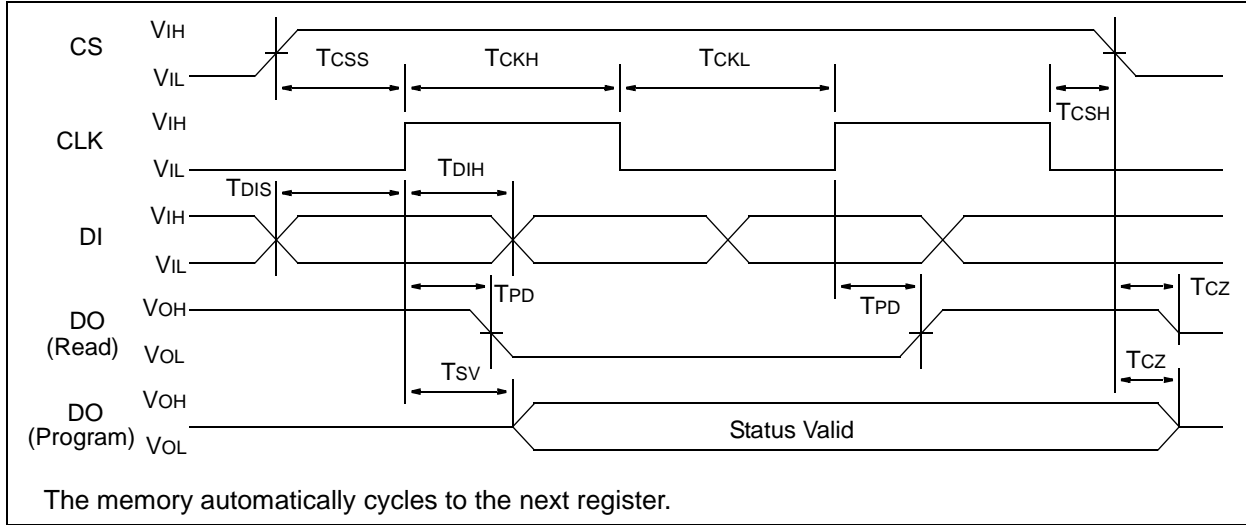 CS
VIH
VIL
TCSS
TCKH
TCKL
TCSH
CLK
VIH
VIL
TDIS
TDIH
DI
VIH
VIL
TPD
TPD
TCZ
DO
(Read)
VOH
VOL
TSV
TCZ
DO
(Program)
VOH
VOL
Status Valid
The memory automatically cycles to the next register.